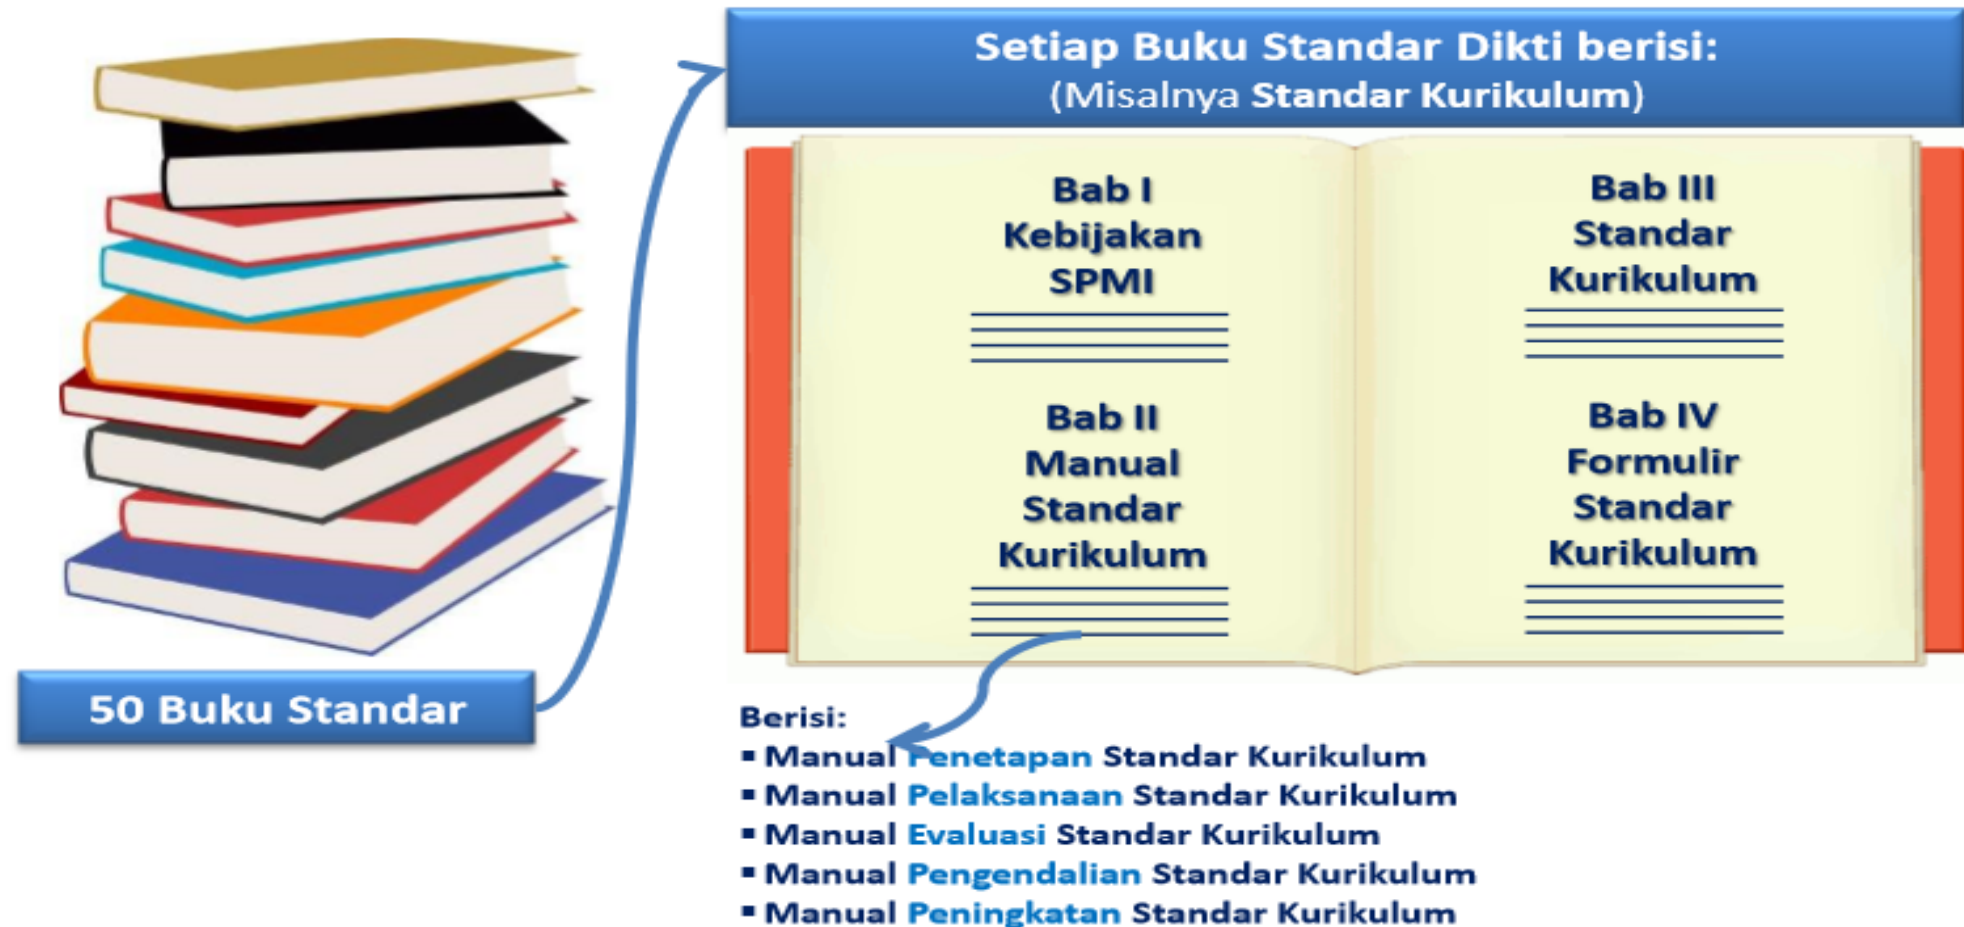 50 Buku Standar
Setiap Buku Standar Dikti berisi:
(Misalnya Standar Kurikulum)
Bab I
Kebijakan
SPMI
Bab II
Manual
Standar
Kurikulum
Bab III
Standar
Kurikulum
Bab IV
Formulir
Standar
Kurikulum
Berisi:
▪ Manual Penetapan Standar Kurikulum
▪ Manual Pelaksanaan Standar Kurikulum
▪ Manual Evaluasi Standar Kurikulum
▪ Manual Pengendalian Standar Kurikulum
▪ Manual Peningkatan Standar Kurikulum